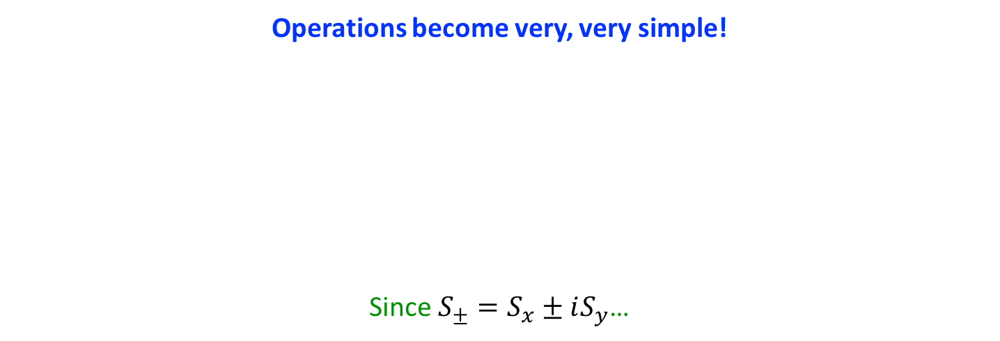 Operations become very, very simple!
Since S± = Sx ± iSy…